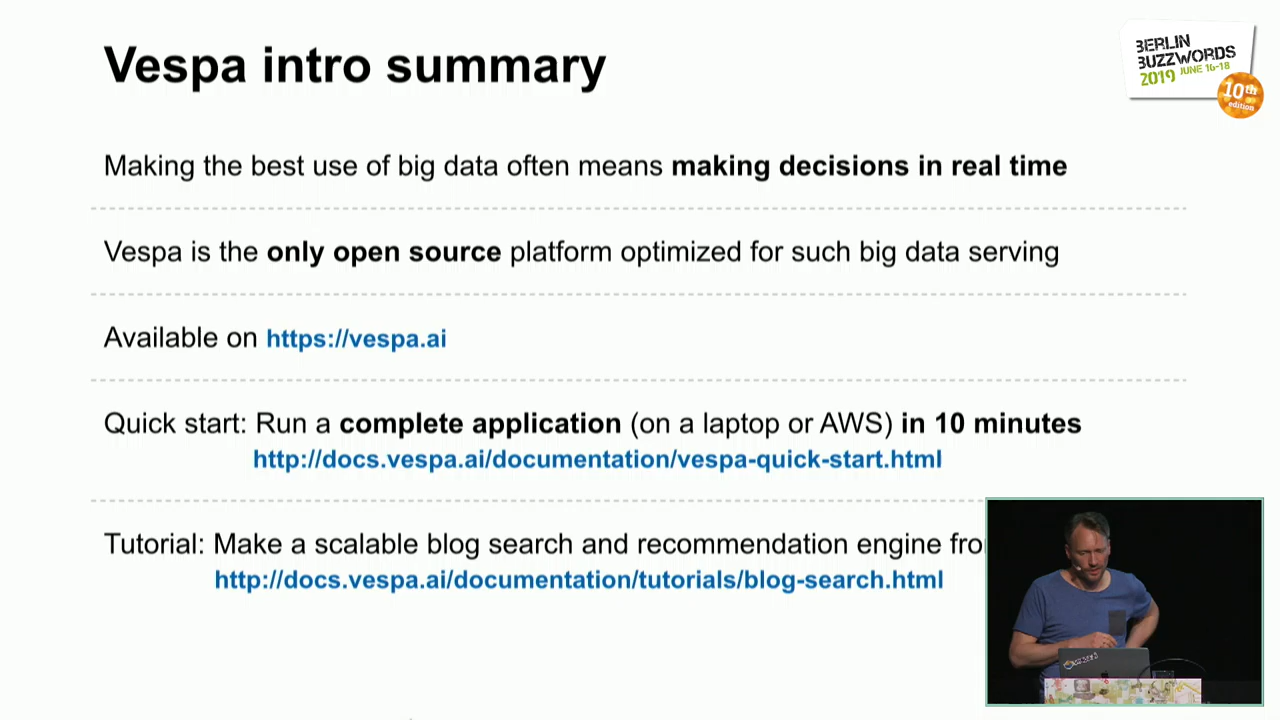 Vespa intro summary
BERLIN
BUZZWORDS
2019 JUNE 16-18
10th
edition
Making the best use of big data often means making decisions in real time
Vespa is the only open source platform optimized for such big data serving
Available on https://vespa.ai
Quick start: Run a complete application (on a laptop or AWS) in 10 minutes
http://docs.vespa.ai/documentation/vespa-quick-start.html
Tutorial: Make a scalable blog search and recommendation engine
http://docs.vespa.ai/documentation/tutorials/blog-search.html